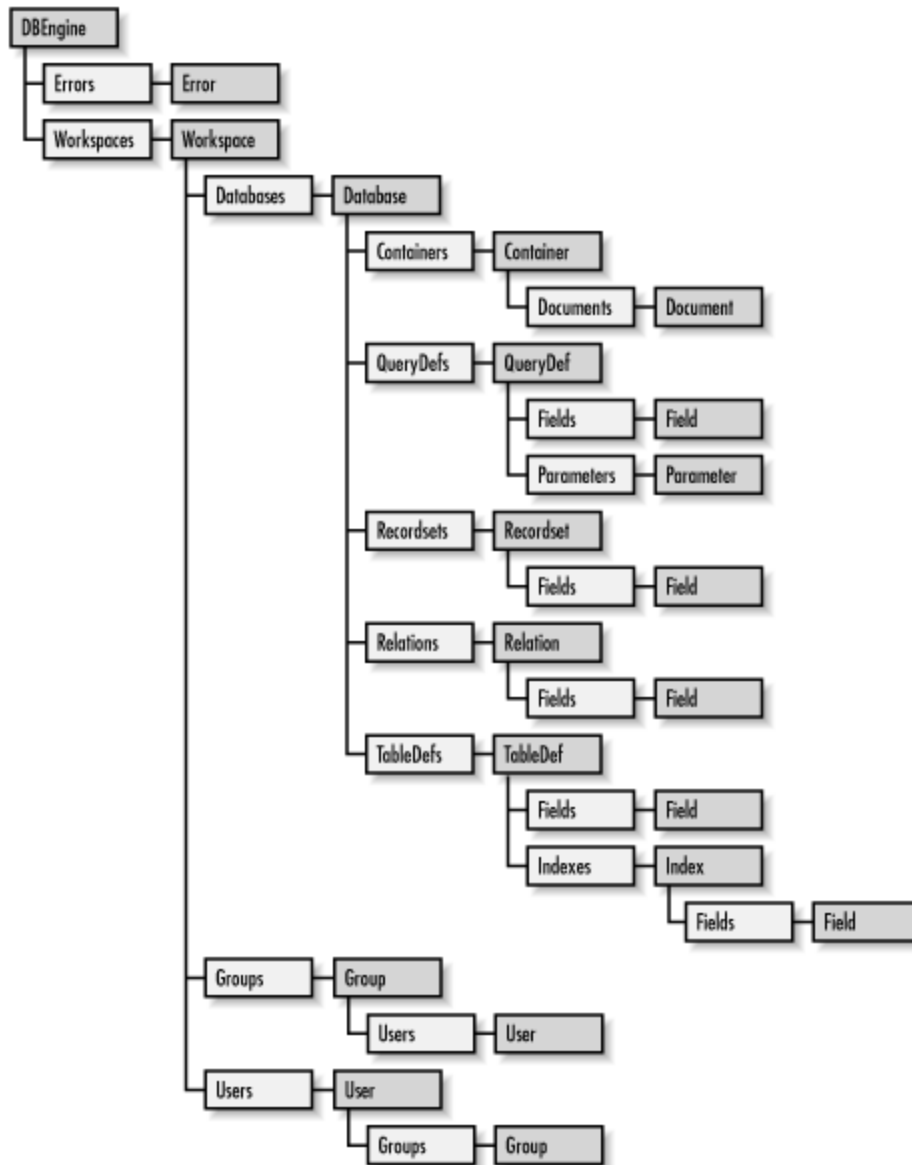 DBEngine
Errors Error
Workspaces Workspace
Databases Database
Containers Container
Documents Document
QueryDefs QueryDef
Fields Field
Parameters Parameter
Recordsets Recordset
Fields Field
Relations Relation
Fields Field
TableDefs TableDef
Fields Field
Indexes Index
Fields Field
Groups Group
Users User
Users User
Groups Group